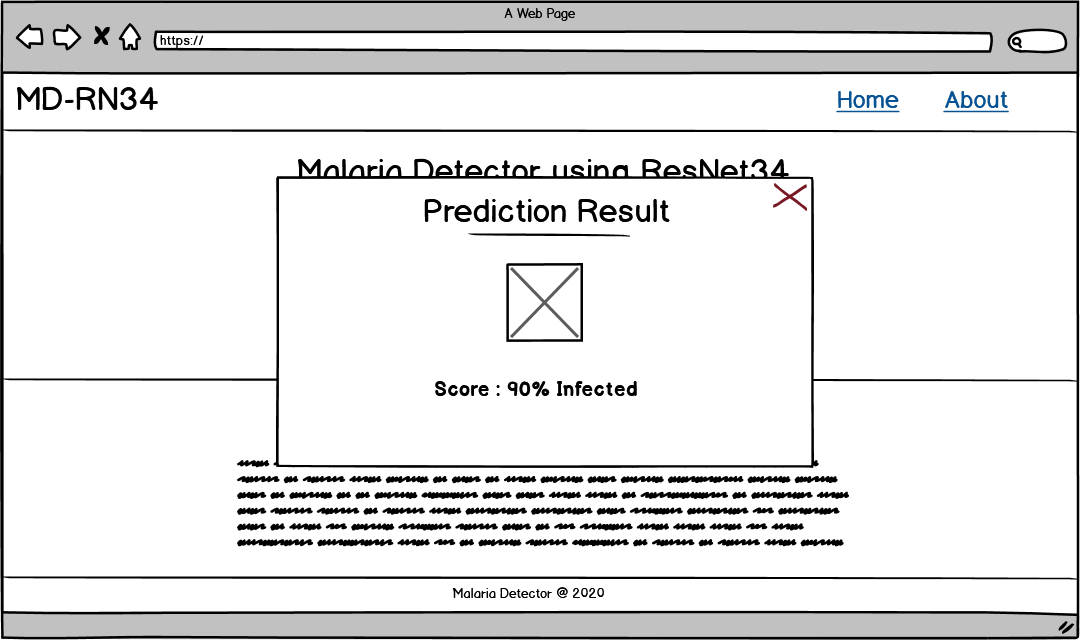 A Web Page
https://
MD-RN34 Home About
Malaria Detector using ResNet34
Prediction Result
Score : 90% Infected
Malaria Detector @ 2020